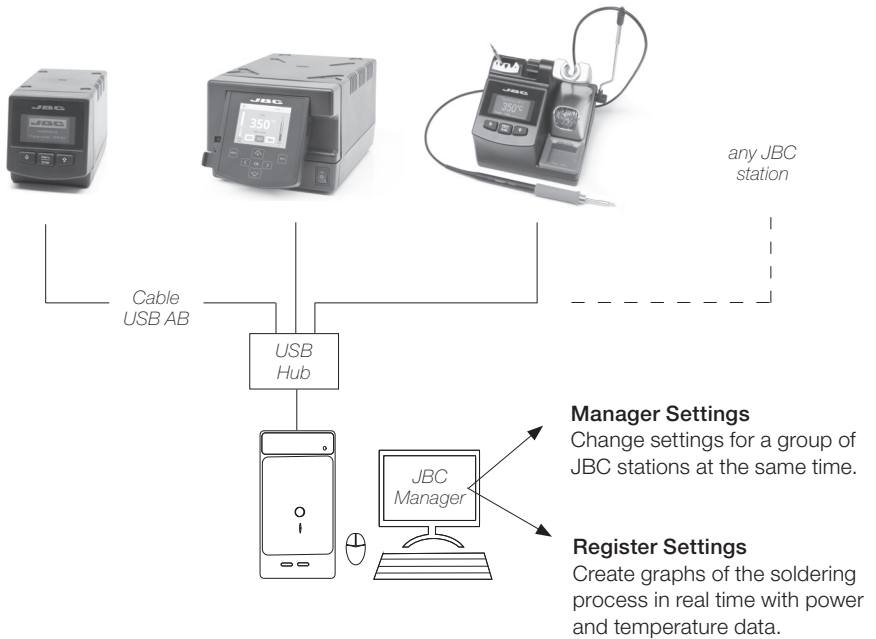 JBC
JBC
JBC
350°C
JBC
350°C
any JBC
station
Cable
USB AB
USB
Hub
JBC
Manager
Manager Settings
Change settings for a group of
JBC stations at the same time.
Register Settings
Create graphs of the soldering
process in real time with power
and temperature data.